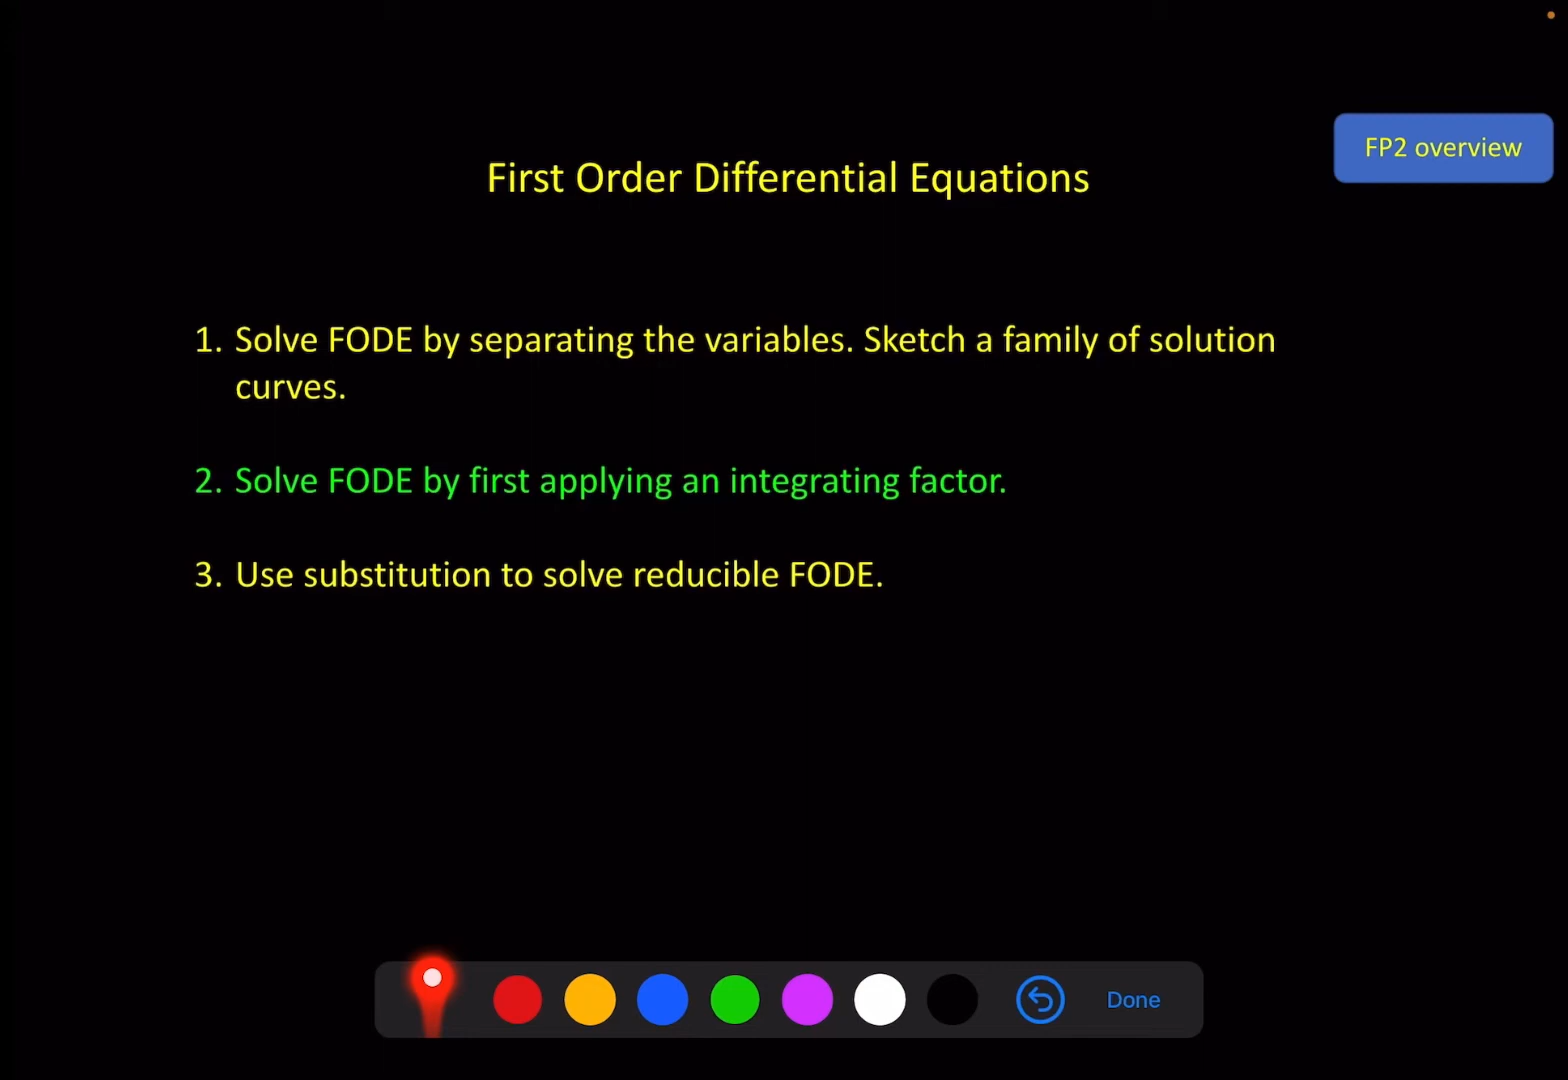 FP2 overview
First Order Differential Equations
1. Solve FODE by separating the variables. Sketch a family of solution
curves.
2. Solve FODE by first applying an integrating factor.
3. Use substitution to solve reducible FODE.
Done